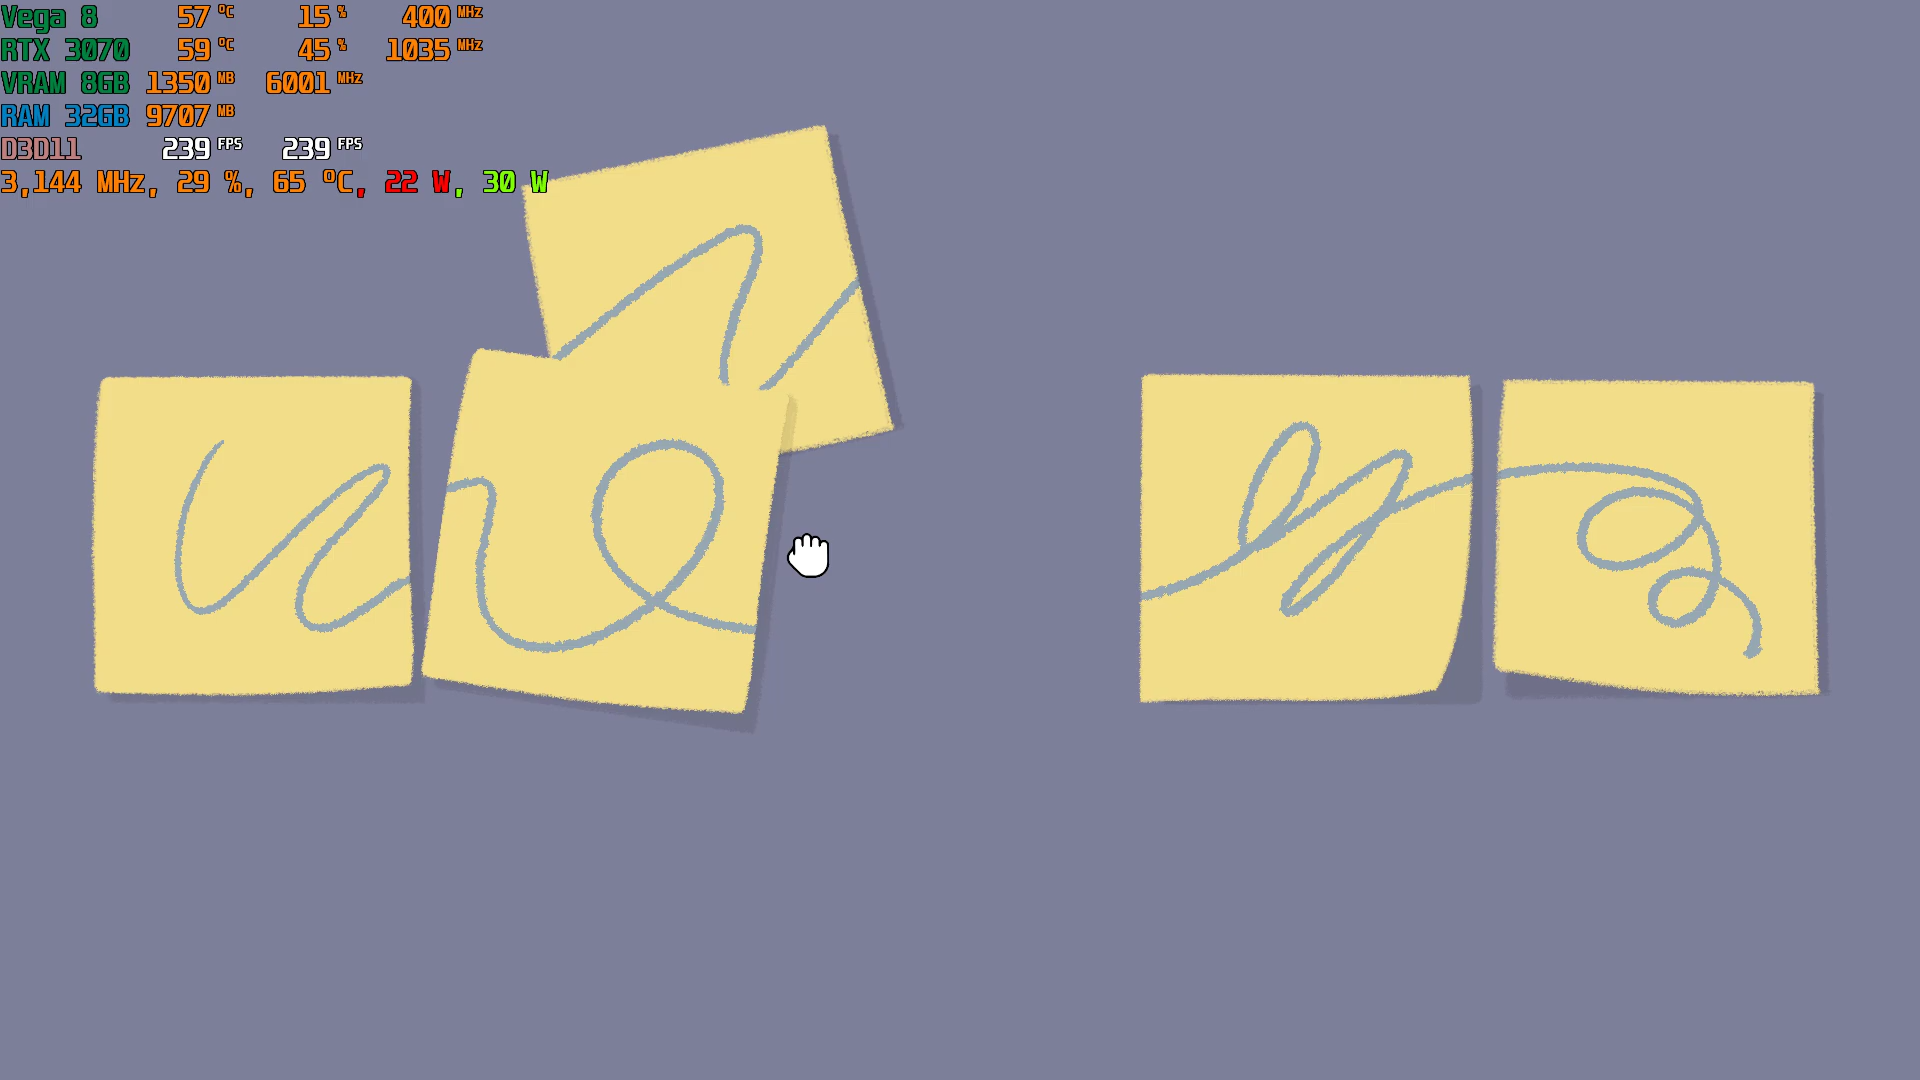 Vega 8 57 °C 15 % 400 MHz
RTX 3070 59 °C 45 % 1035 MHz
VRAM 8GB 1350 MB 6001 MHz
RAM 32GB 9707 MB
D3D11 239 FPS 239 FPS
3,144 MHz, 29 %, 65 °C, 22 W, 30 W